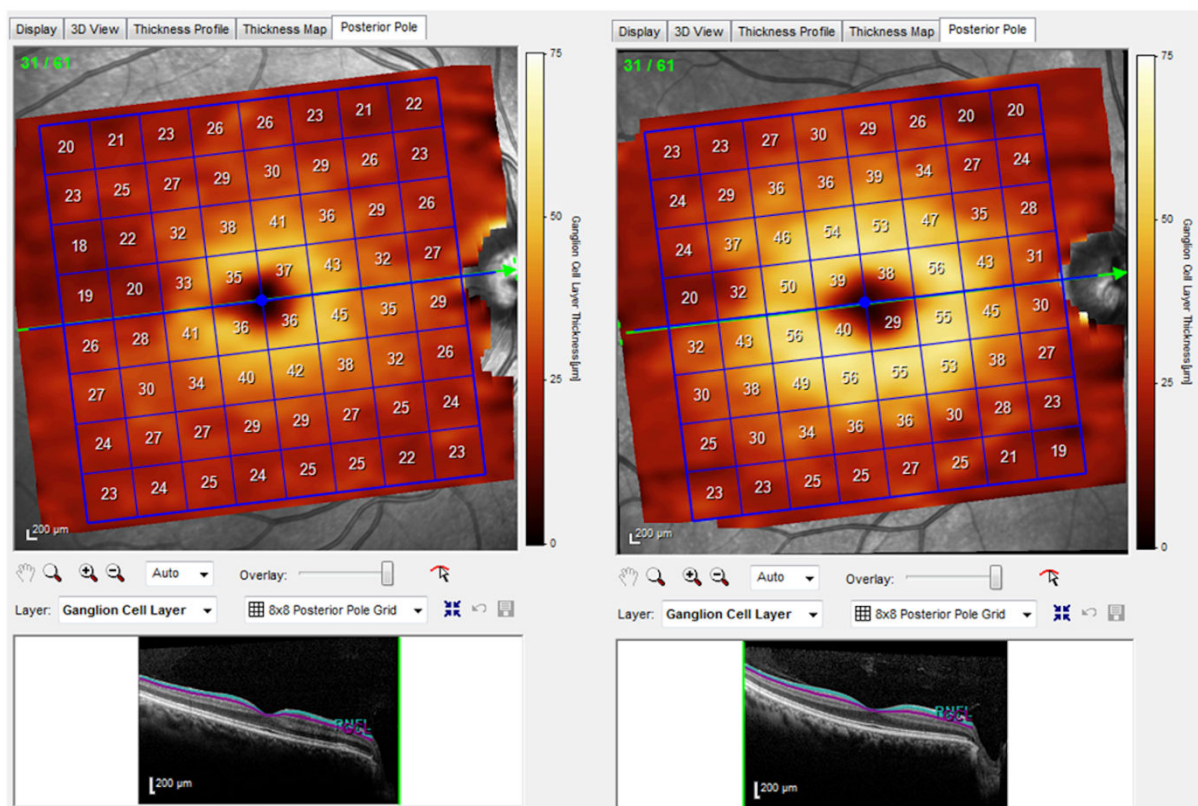 Display 3D View Thickness Profile Thickness Map Posterior Pole
31 / 61
20 21 23 26 26 23 21 22
23 25 27 29 30 29 26 23
18 22 32 38 41 36 29 26
19 20 33 35 37 43 32 27
26 28 41 36 36 45 35 29
27 30 34 40 42 38 32 26
24 27 27 29 29 27 25 24
23 24 25 24 25 25 22 23
200 µm
75
50
25
0
Ganglion Cell Layer Thickness [µm]
Auto Overlay:
Layer: Ganglion Cell Layer 8x8 Posterior Pole Grid
200 µm
Display 3D View Thickness Profile Thickness Map Posterior Pole
31 / 61
23 23 27 30 29 26 20 20
24 29 36 36 39 34 27 24
24 37 46 54 53 47 35 28
20 32 50 39 38 56 43 31
32 43 56 40 29 55 45 30
30 38 49 56 55 53 38 27
25 30 34 36 36 30 28 23
23 23 25 25 27 25 21 19
200 µm
75
50
25
0
Ganglion Cell Layer Thickness [µm]
Auto Overlay:
Layer: Ganglion Cell Layer 8x8 Posterior Pole Grid
200 µm